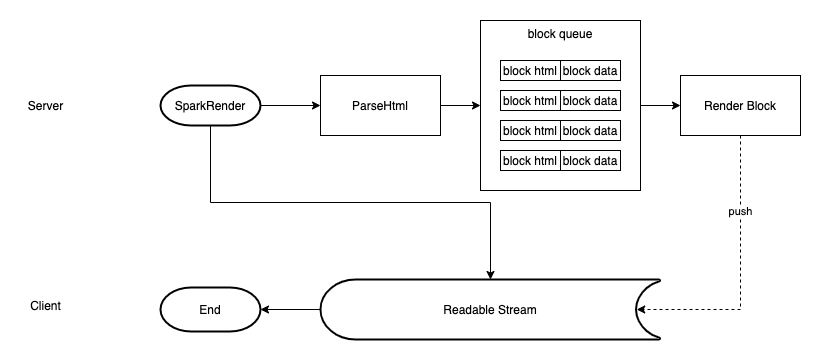 block queue
block html block data
block html block data
block html block data
block html block data
Server
SparkRender
ParseHtml
Render Block
push
Client
End
Readable Stream